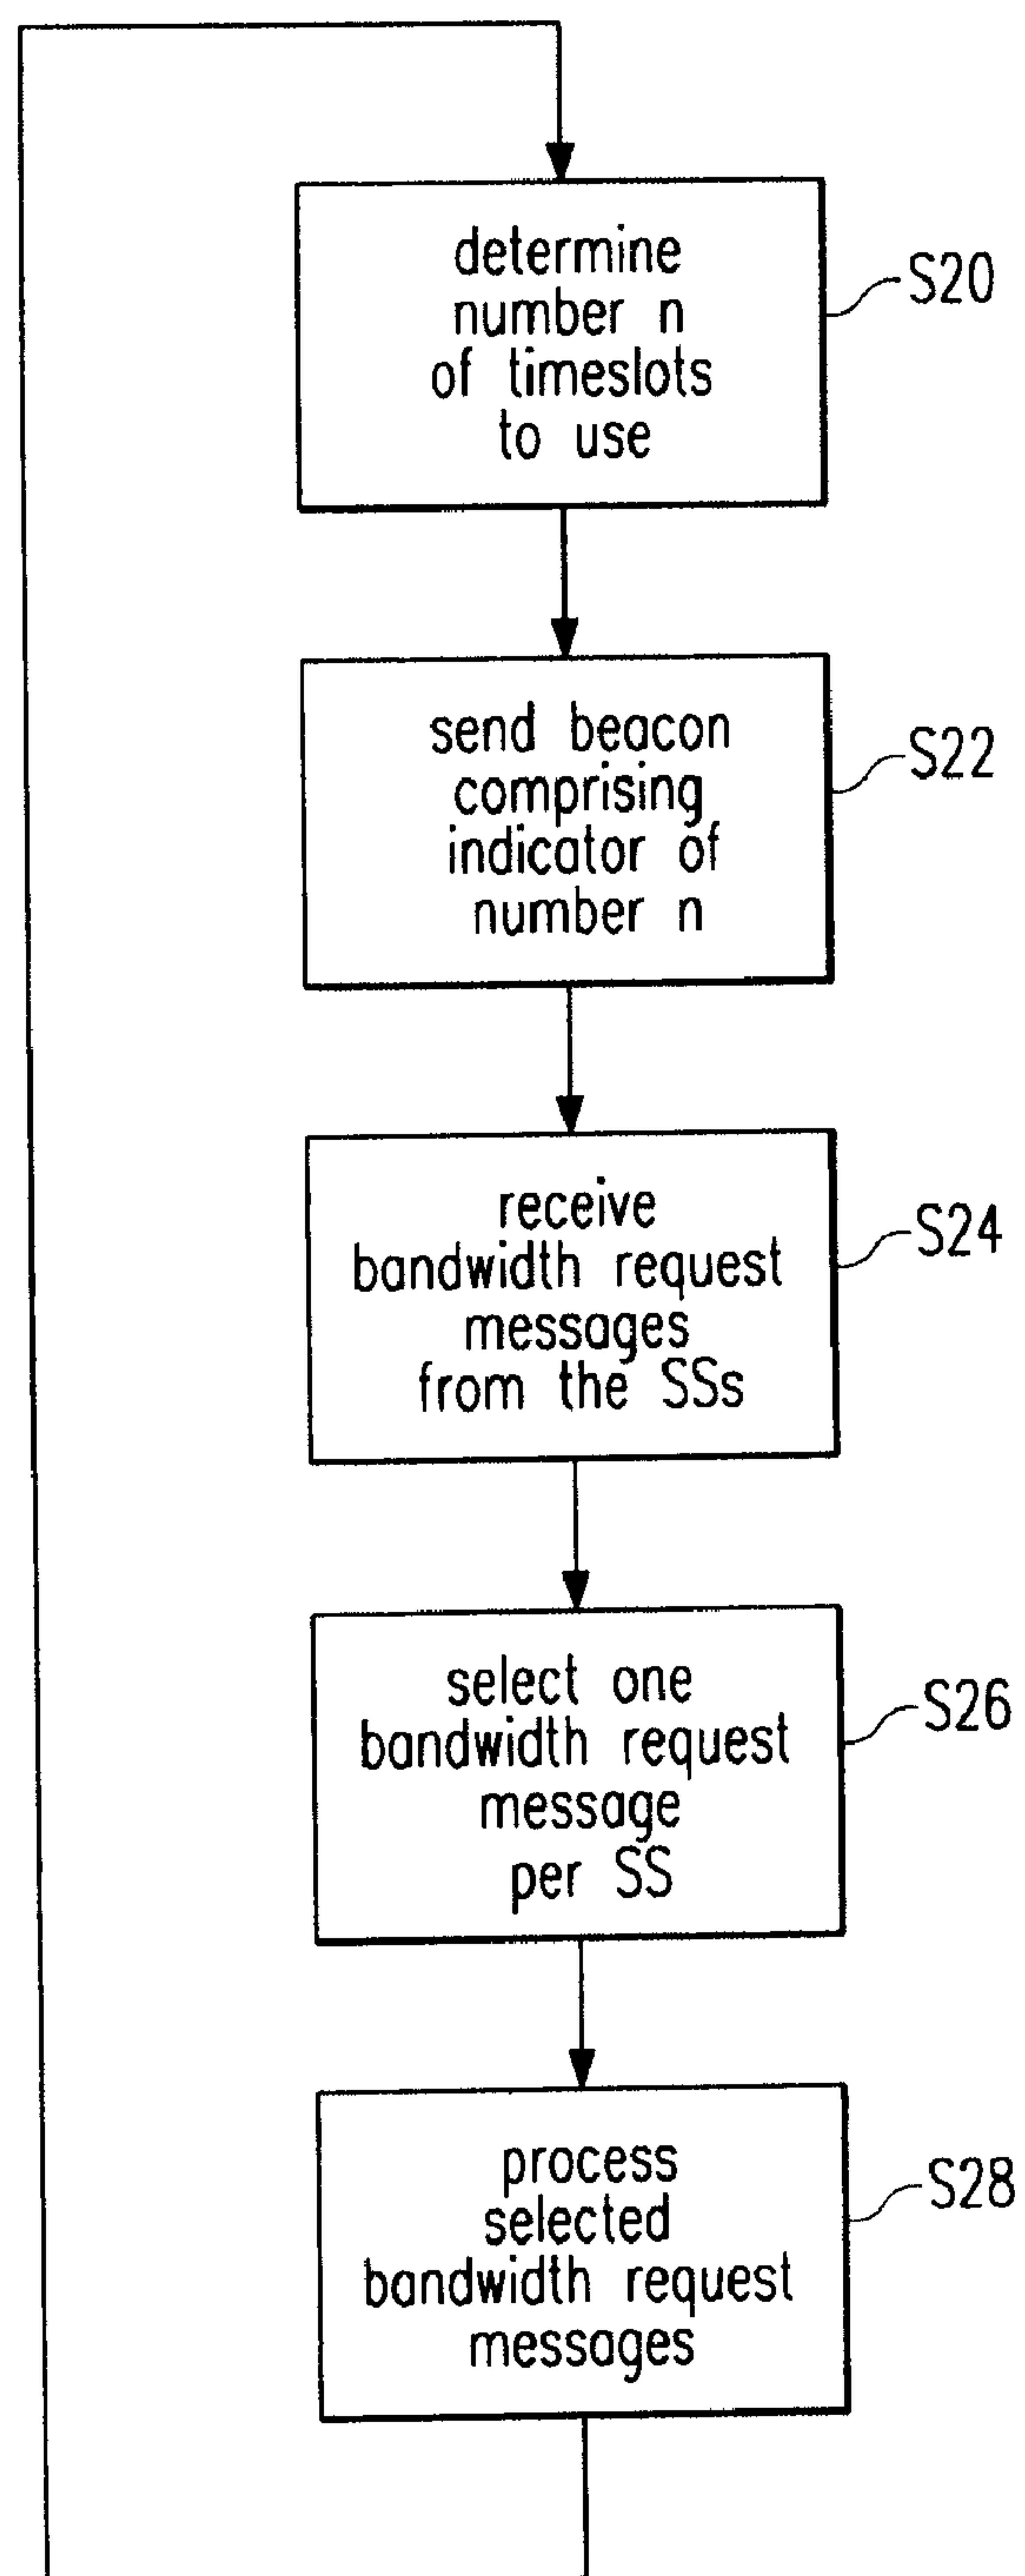 determine
number n
of timeslots
to use
S20
send beacon
comprising
indicator of
number n
S22
receive
bandwidth request
messages
from the SSs
S24
select one
bandwidth request
message
per SS
S26
process
selected
bandwidth request
messages
S28